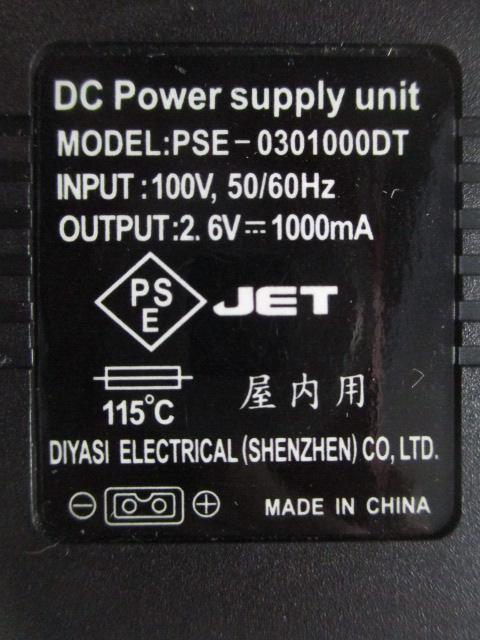 DC Power supply unit
MODEL:PSE-0301000DT
INPUT:100V, 50/60Hz
OUTPUT:2.6V⎓1000mA
PS
E
JET
115°C
屋内用
DIYASI ELECTRICAL(SHENZHEN)CO,LTD.
⊖ ⊕ MADE IN CHINA